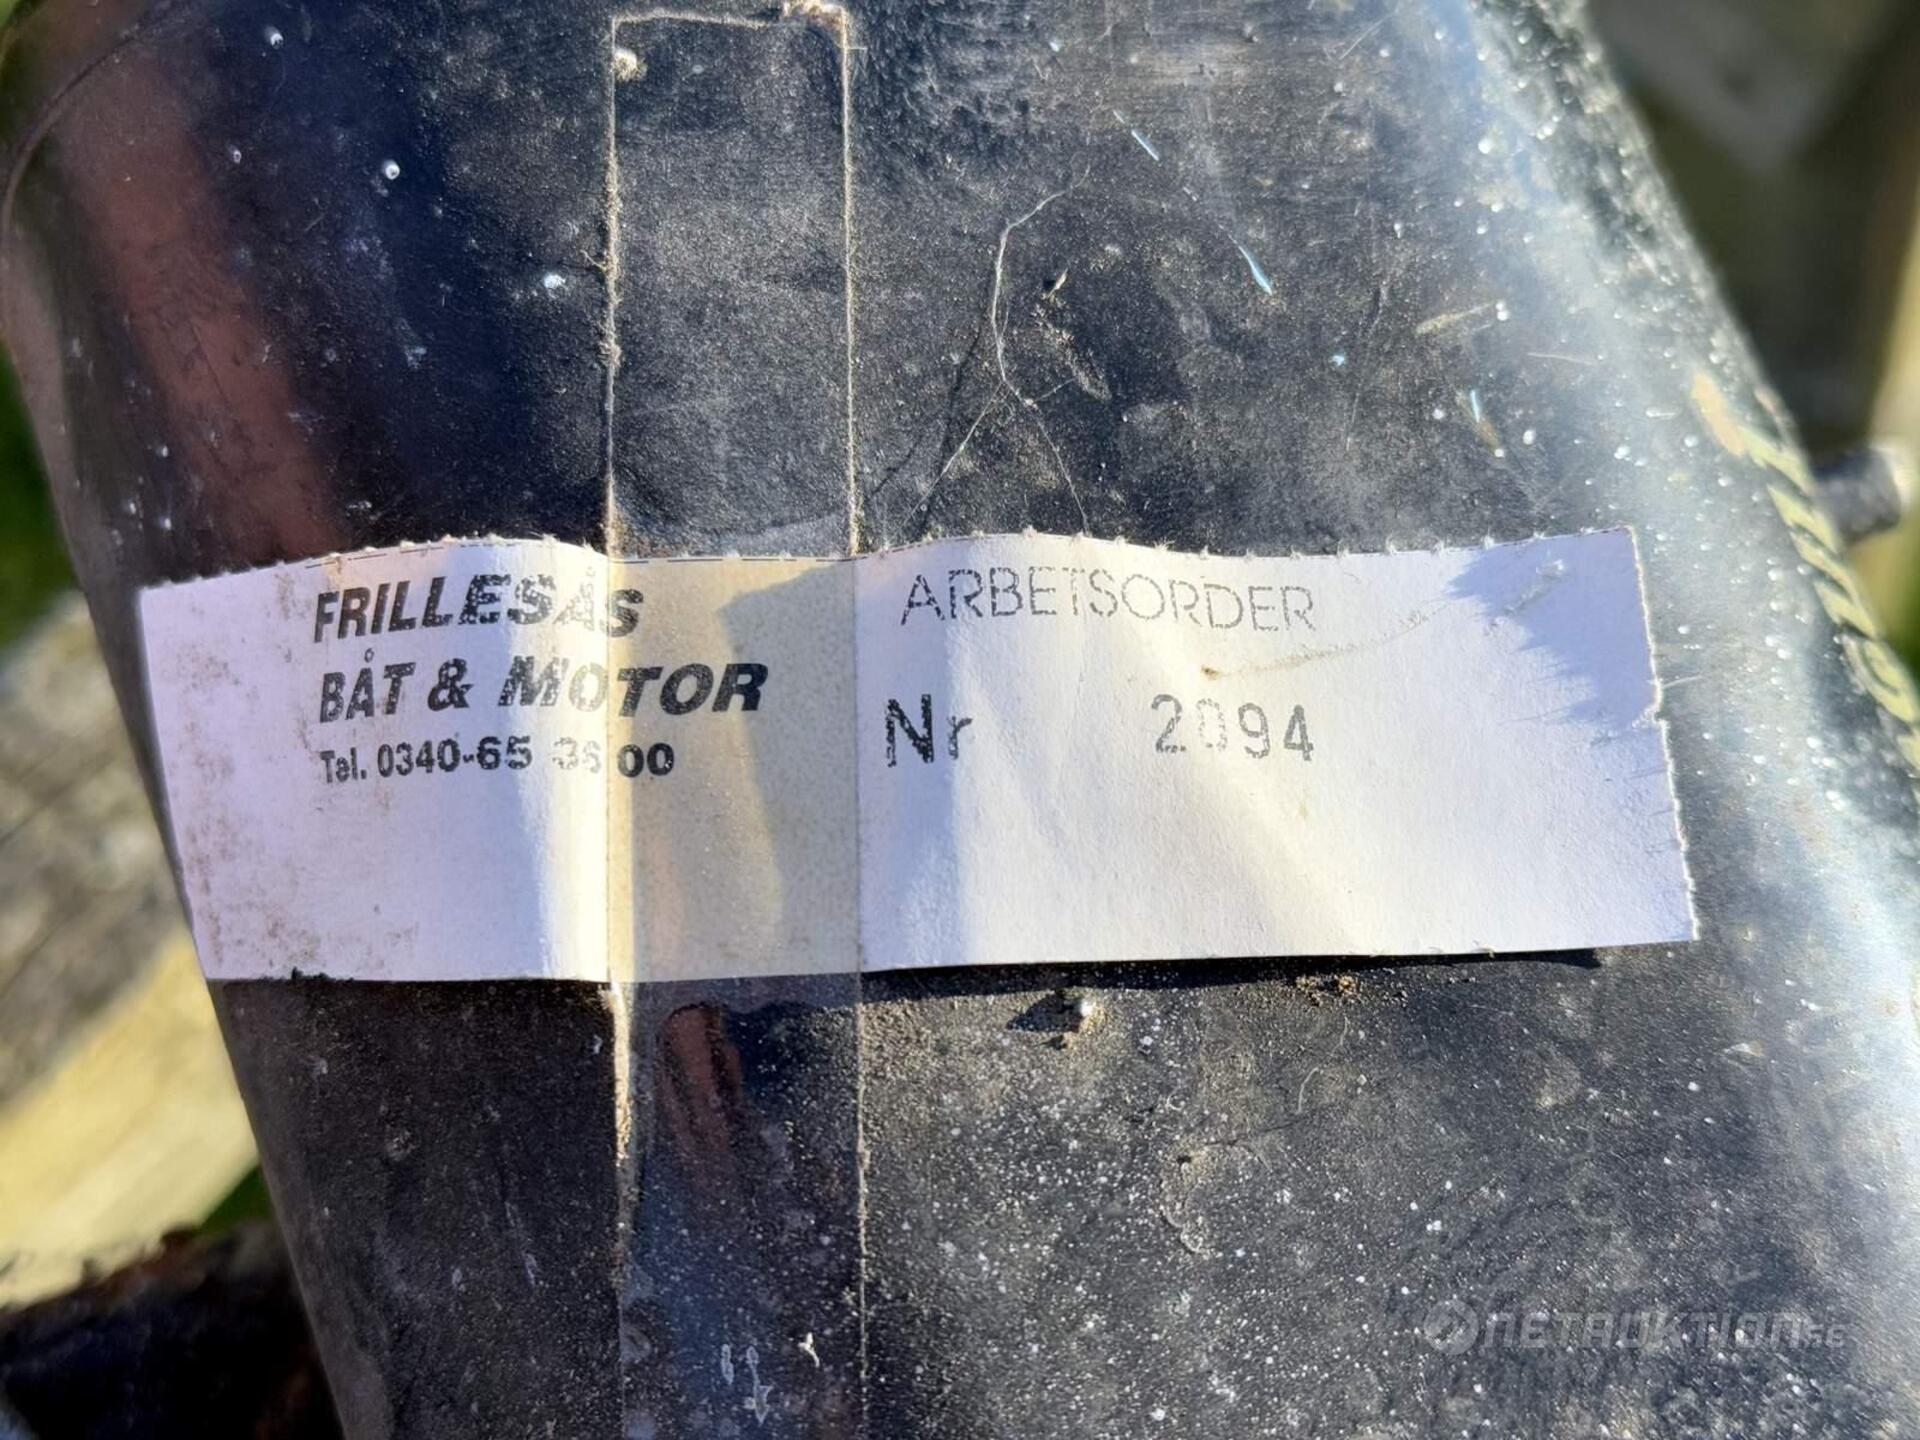 FRILLESÅS
BÅT & MOTOR
Tel. 0340-65 36 00
ARBETSORDER
Nr 2094
NETAUKTION.SE